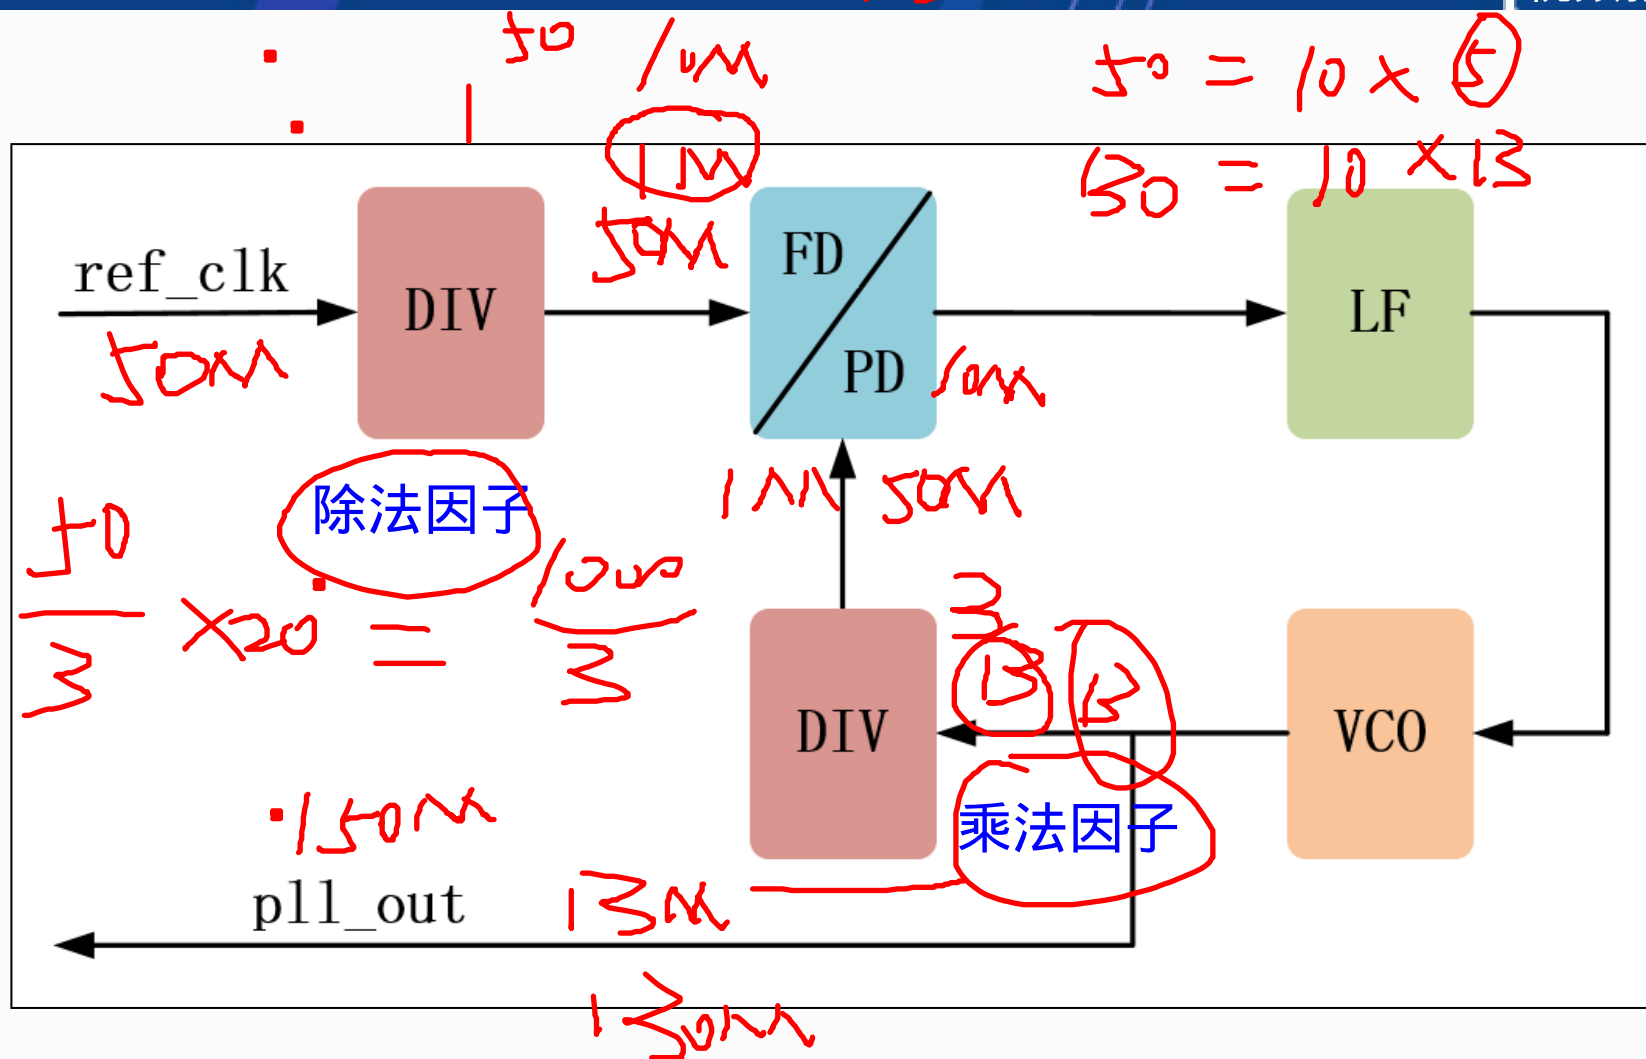 50
10M
50 = 10 × 5
1M
130 = 10 × 13
50M
ref_clk
DIV
FD
PD
LF
50M
10M
除法因子
1M
50M
50
3
×20
=
1000
3
3
13
13
DIV
VCO
乘法因子
150M
pll_out
13M
130M